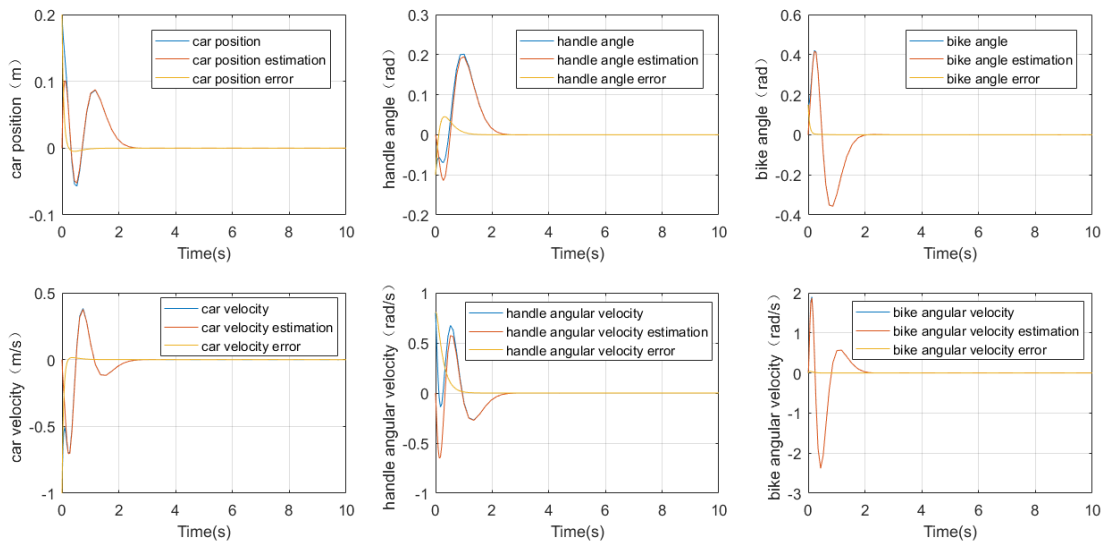 0.2
0.1
0
-0.1
car position（m）
car position
car position estimation
car position error
0 2 4 6 8 10
Time(s)
0.3
0.2
0.1
0
-0.1
-0.2
handle angle（rad）
handle angle
handle angle estimation
handle angle error
0 2 4 6 8 10
Time(s)
0.6
0.4
0.2
0
-0.2
-0.4
bike angle（rad）
bike angle
bike angle estimation
bike angle error
0 2 4 6 8 10
Time(s)
0.5
0
-0.5
-1
car velocity（m/s）
car velocity
car velocity estimation
car velocity error
0 2 4 6 8 10
Time(s)
1
0.5
0
-0.5
-1
handle angular velocity（rad/s）
handle angular velocity
handle angular velocity estimation
handle angular velocity error
0 2 4 6 8 10
Time(s)
2
1
0
-1
-2
-3
bike angular velocity（rad/s）
bike angular velocity
bike angular velocity estimation
bike angular velocity error
0 2 4 6 8 10
Time(s)